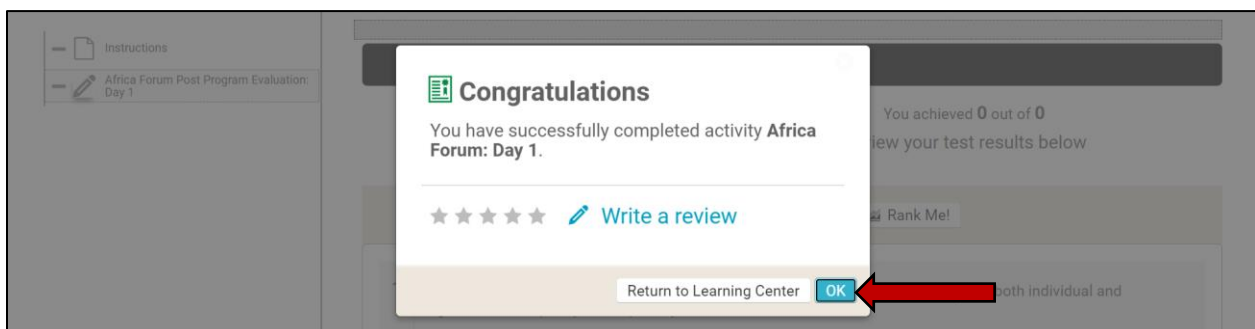 Instructions
Africa Forum Post Program Evaluation:
Day 1
Congratulations
You have successfully completed activity Africa
Forum: Day 1.
Write a review
Return to Learning Center
OK
You achieved 0 out of 0
iew your test results below
Rank Me!
both individual and